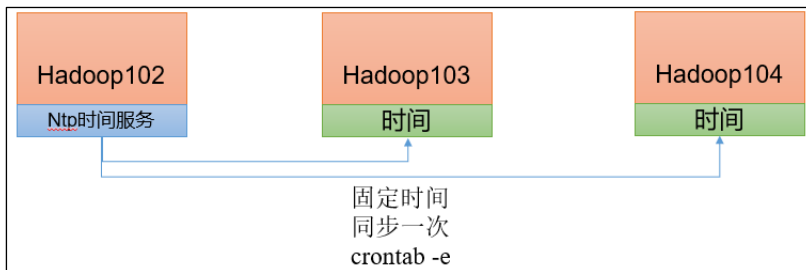 Hadoop102
Hadoop103
Hadoop104
Ntp时间服务
时间
时间
固定时间
同步一次
crontab -e